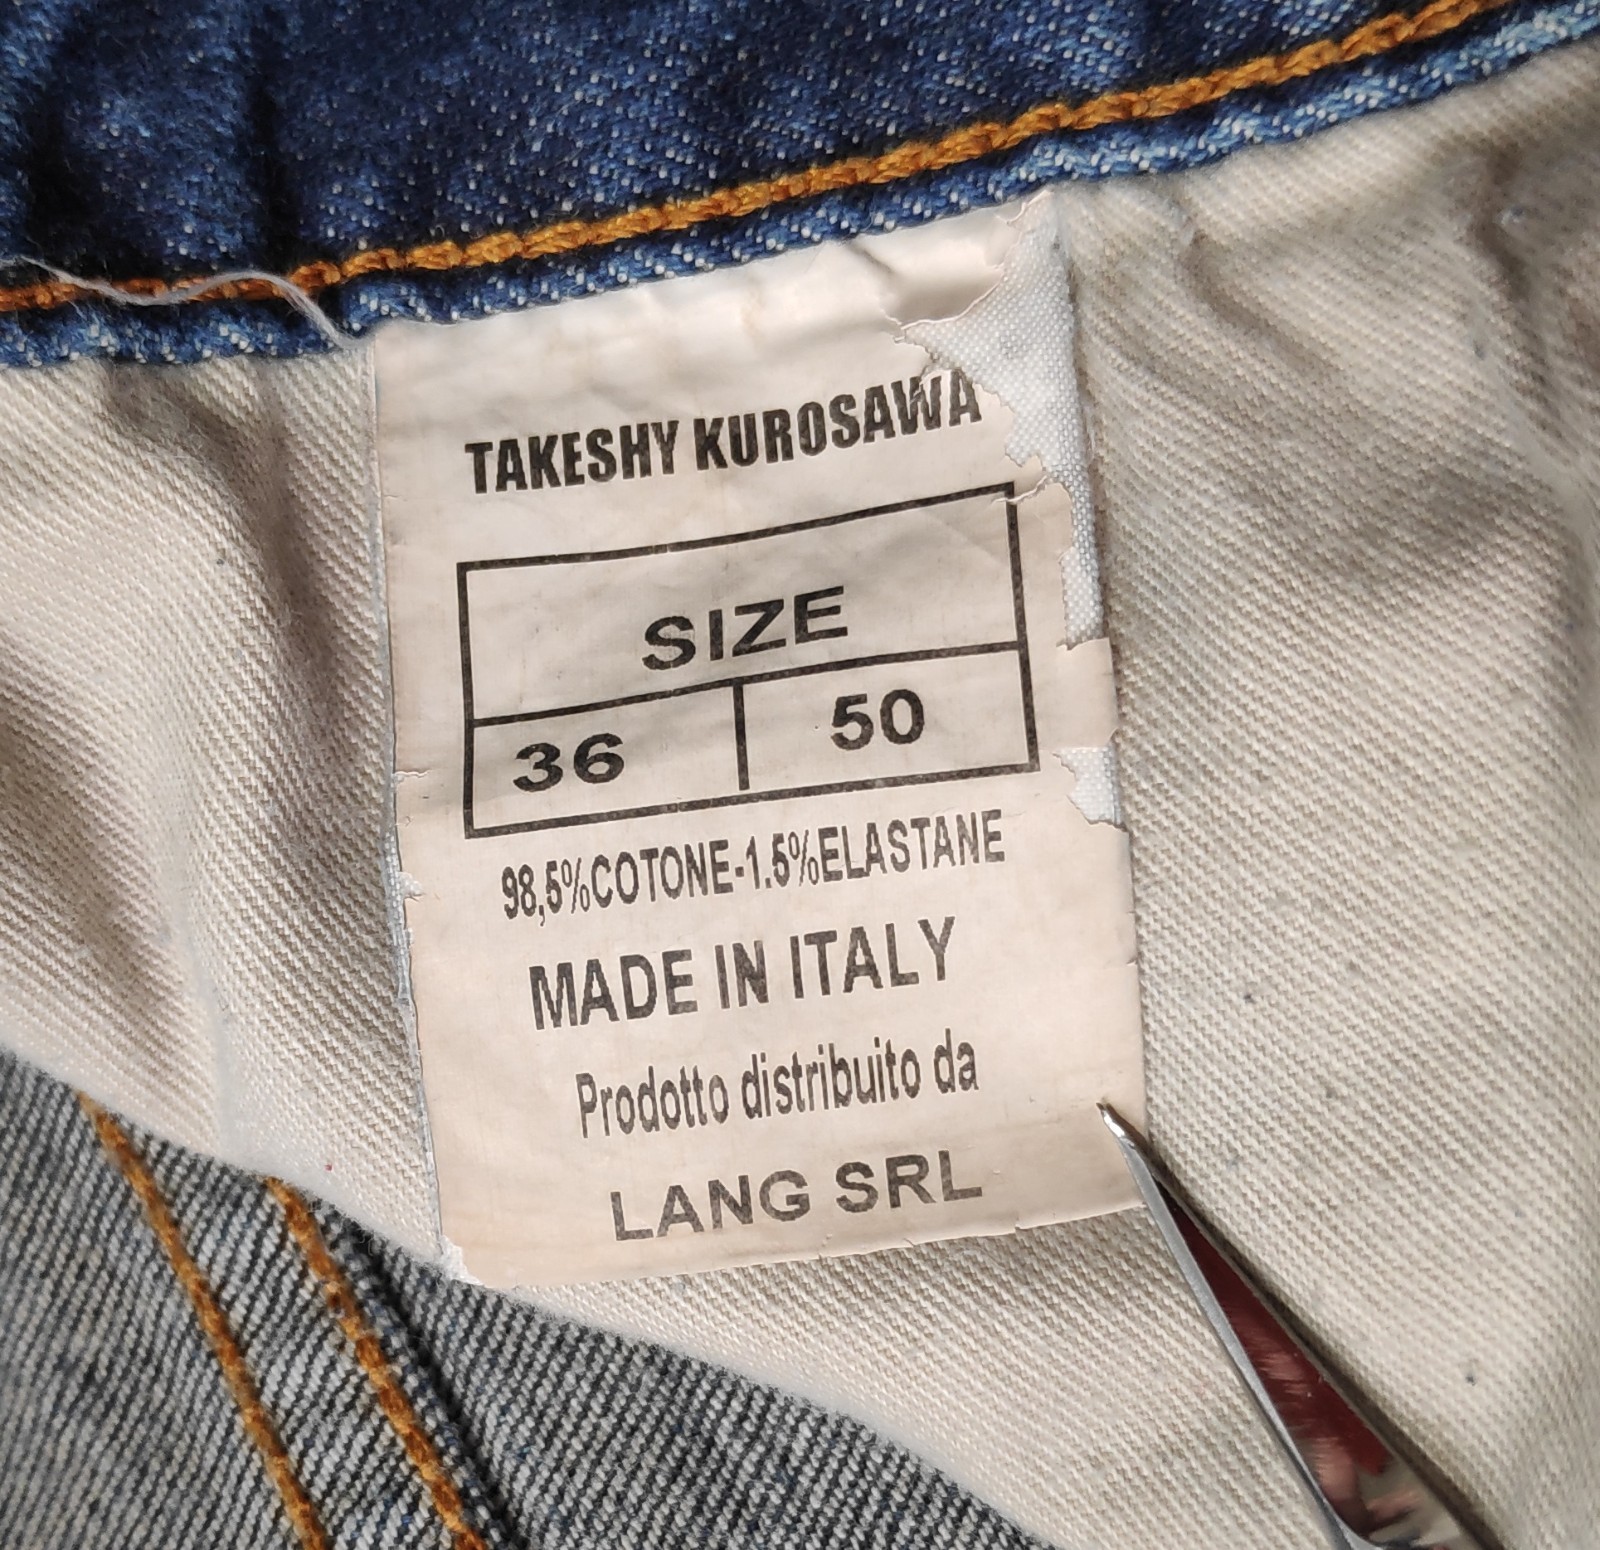 TAKESHY KUROSAWA
SIZE
36 50
98,5%COTONE-1.5%ELASTANE
MADE IN ITALY
Prodotto distribuito da
LANG SRL